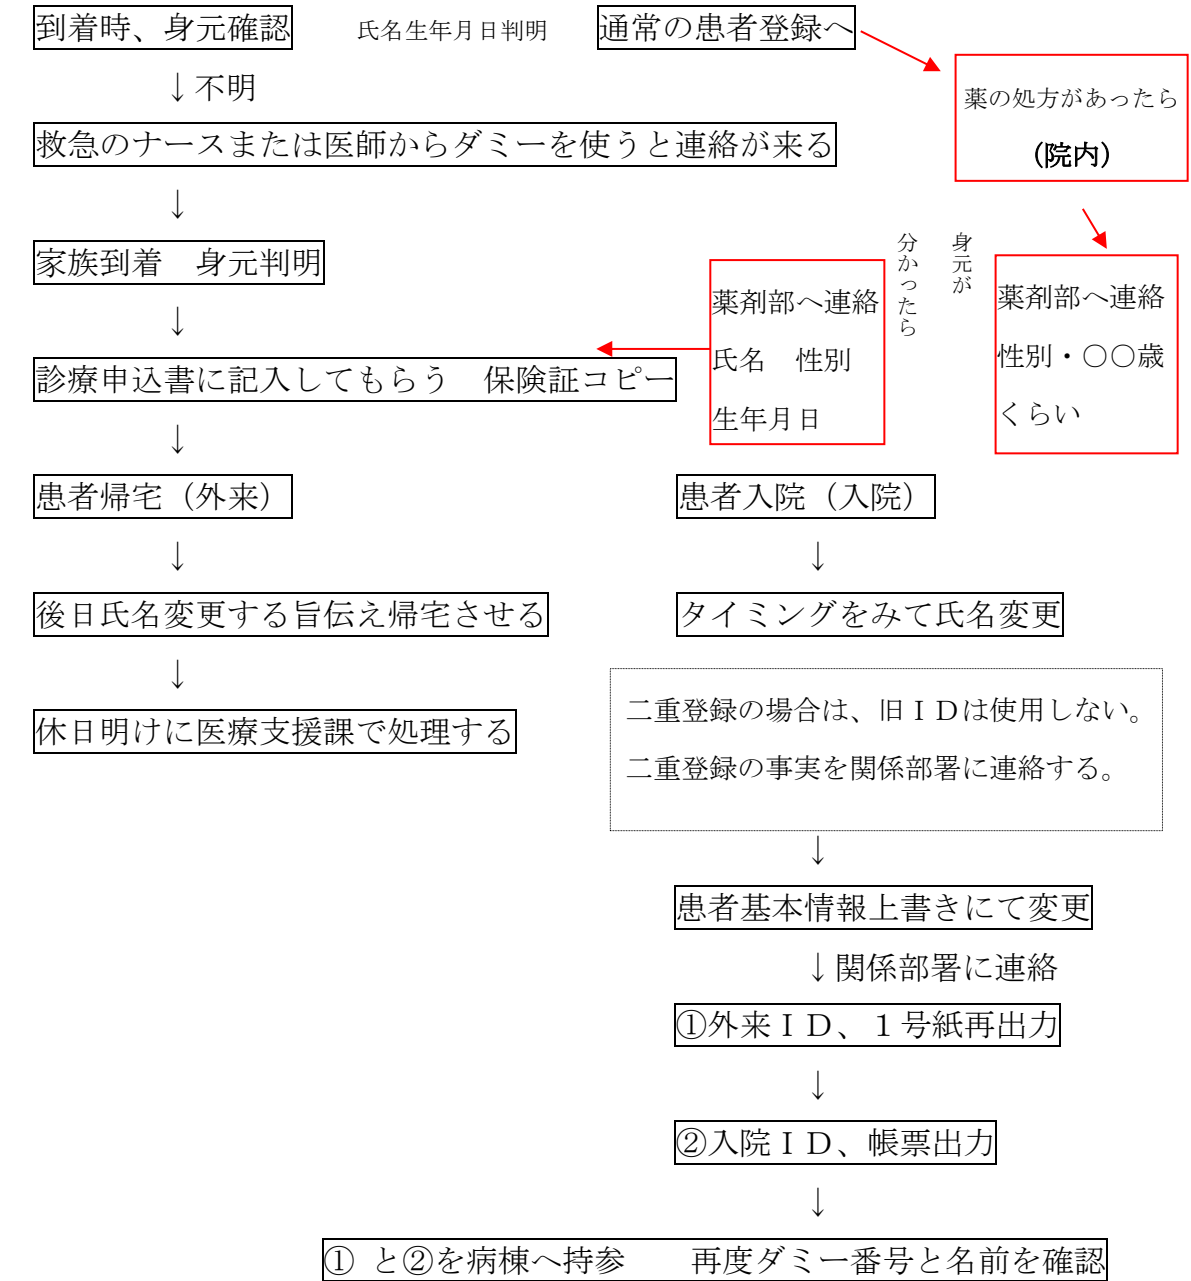 到着時、身元確認　氏名生年月日判明　通常の患者登録へ
↓不明
薬の処方があったら
（院内）
救急のナースまたは医師からダミーを使うと連絡が来る
↓
家族到着　身元判明
身元が
分かったら
薬剤部へ連絡
性別・○○歳
くらい
薬剤部へ連絡
氏名　性別
生年月日
↓
診療申込書に記入してもらう　保険証コピー
↓
患者帰宅（外来）
↓
後日氏名変更する旨伝え帰宅させる
↓
休日明けに医療支援課で処理する
患者入院（入院）
↓
タイミングをみて氏名変更
二重登録の場合は、旧ＩＤは使用しない。
二重登録の事実を関係部署に連絡する。
↓
患者基本情報上書きにて変更
↓関係部署に連絡
①外来ＩＤ、１号紙再出力
↓
②入院ＩＤ、帳票出力
↓
① と②を病棟へ持参　　再度ダミー番号と名前を確認